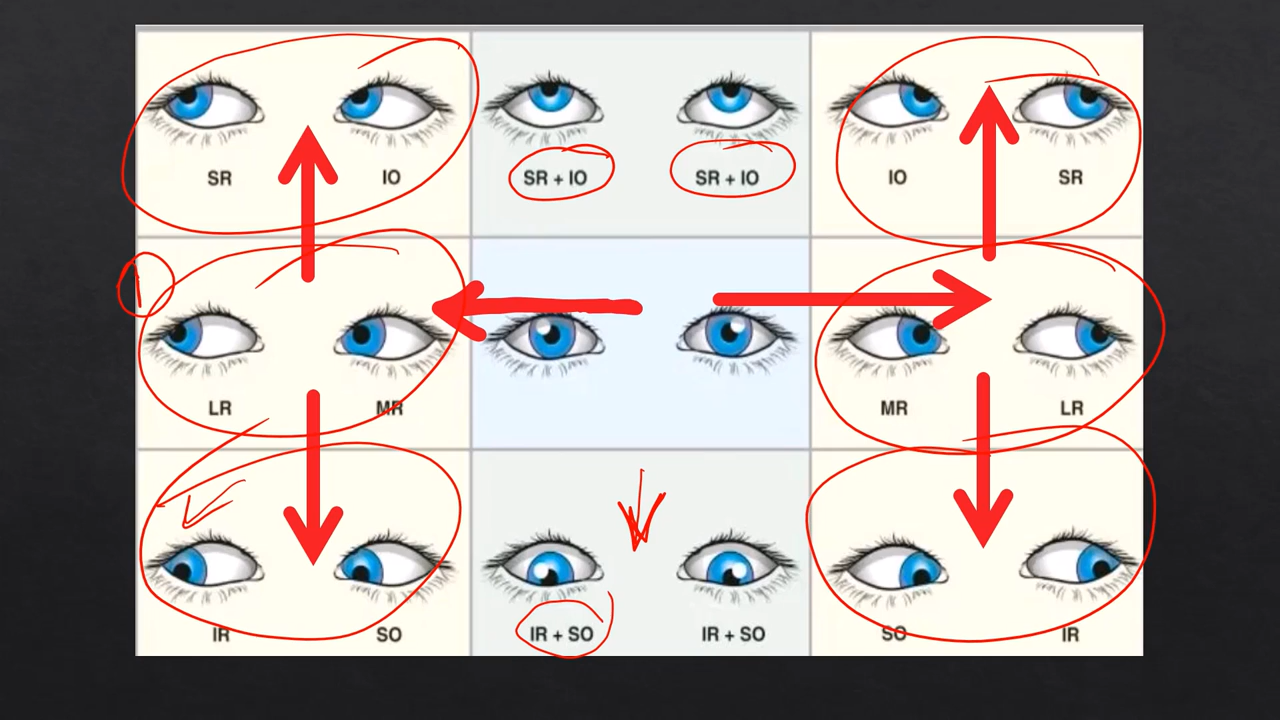 SR IO
SR + IO SR + IO
IO SR
1
LR MR
MR LR
IR SO
IR + SO IR + SO
SO IR